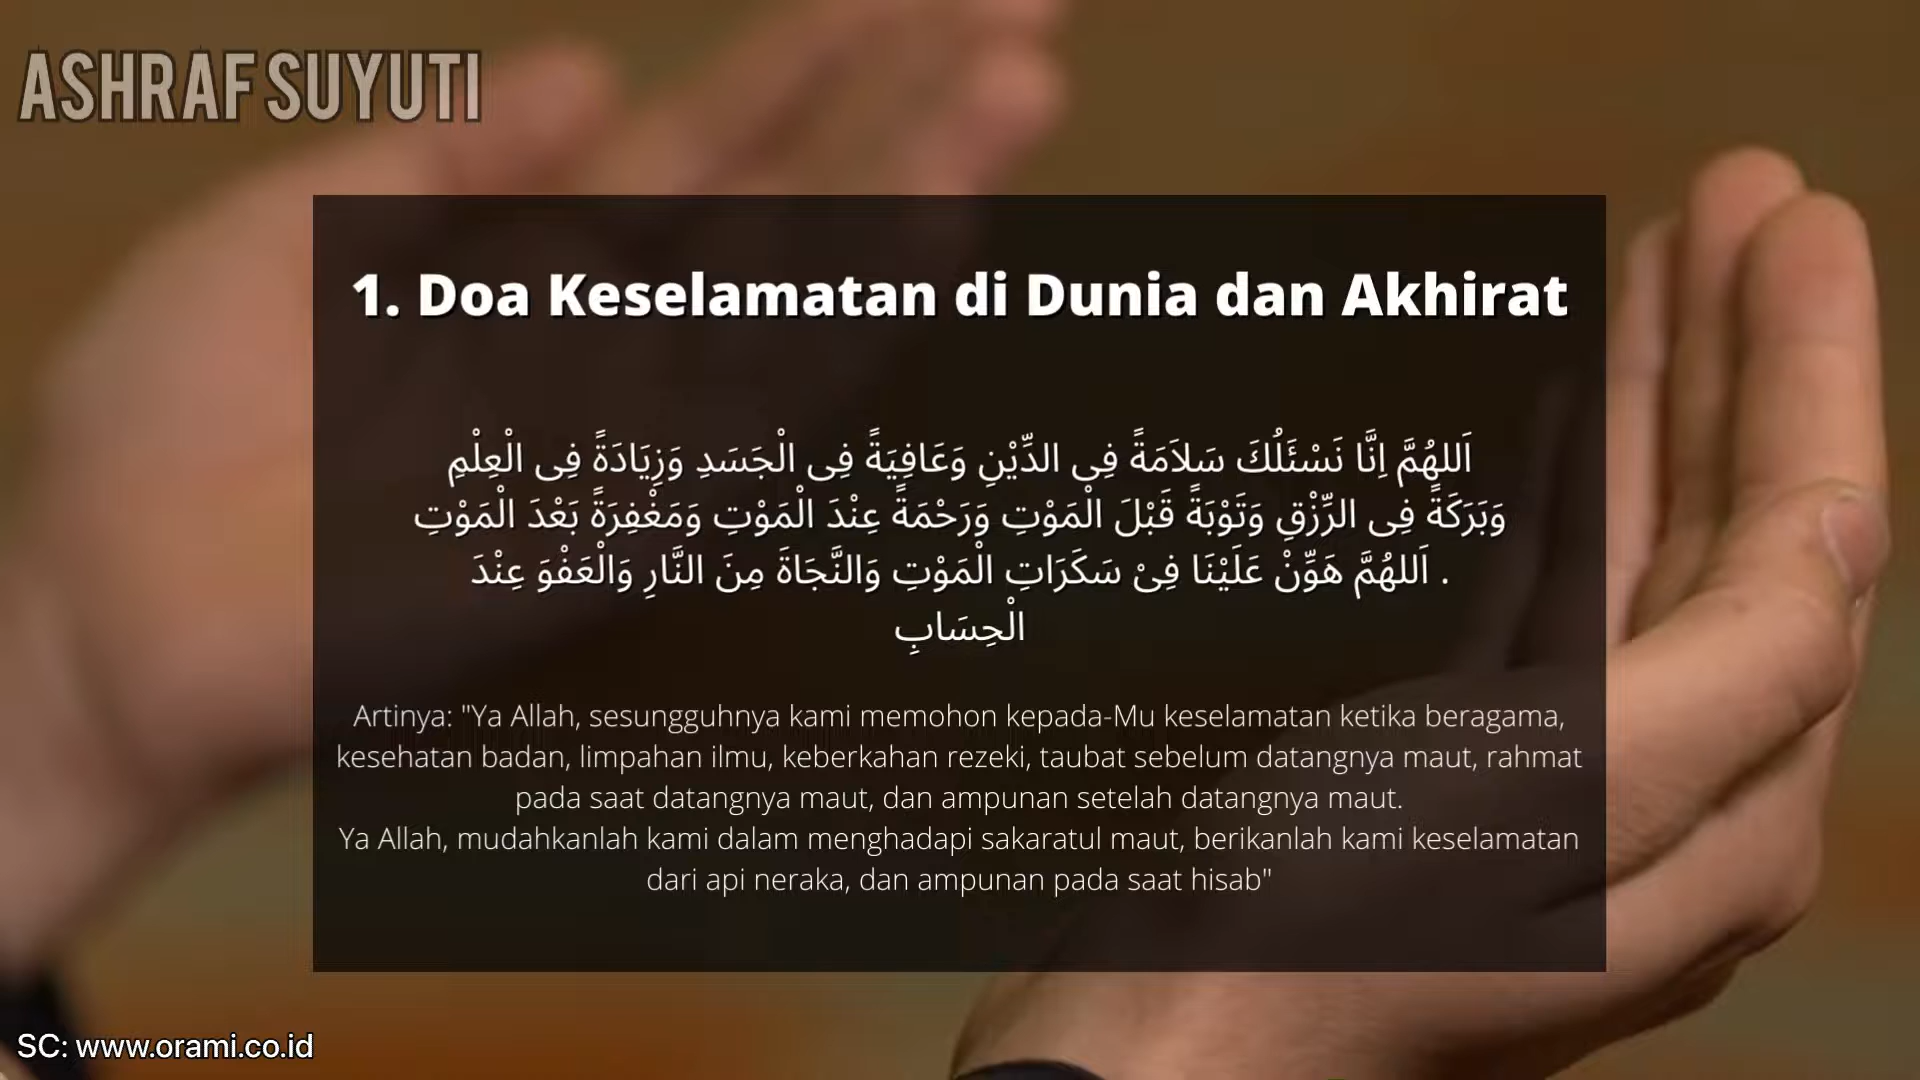 ASHRAF SUYUTI
1. Doa Keselamatan di Dunia dan Akhirat
اَللهُمَّ اِنَّا نَسْئَلُكَ سَلاَمَةً فِى الدِّيْنِ وَعَافِيَةً فِى الْجَسَدِ وَزِيَادَةً فِى الْعِلْمِ
وَبَرَكَةً فِى الرِّزْقِ وَتَوْبَةً قَبْلَ الْمَوْتِ وَرَحْمَةً عِنْدَ الْمَوْتِ وَمَغْفِرَةً بَعْدَ الْمَوْتِ
. اَللهُمَّ هَوِّنْ عَلَيْنَا فِىْ سَكَرَاتِ الْمَوْتِ وَالنَّجَاةَ مِنَ النَّارِ وَالْعَفْوَ عِنْدَ
الْحِسَابِ
Artinya: "Ya Allah, sesungguhnya kami memohon kepada-Mu keselamatan ketika beragama,
kesehatan badan, limpahan ilmu, keberkahan rezeki, taubat sebelum datangnya maut, rahmat
pada saat datangnya maut, dan ampunan setelah datangnya maut.
Ya Allah, mudahkanlah kami dalam menghadapi sakaratul maut, berikanlah kami keselamatan
dari api neraka, dan ampunan pada saat hisab"
SC: www.orami.co.id